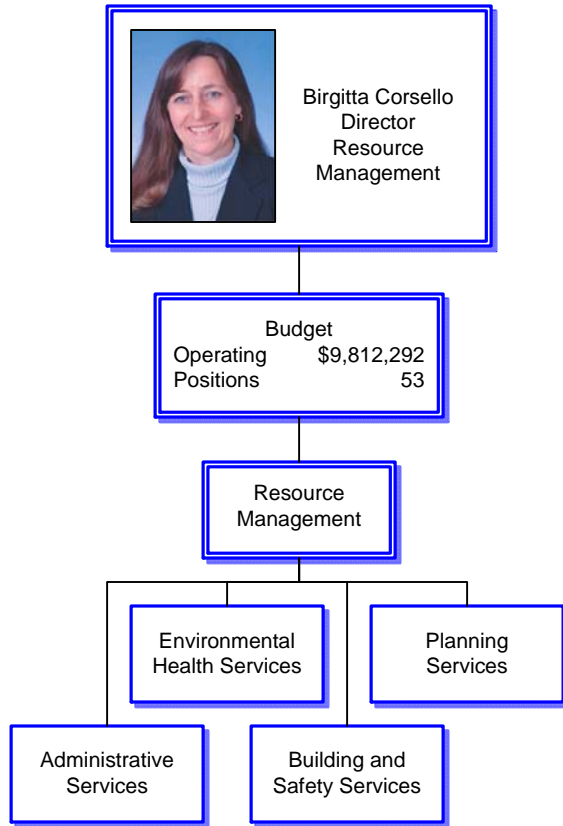 Birgitta Corsello
Director
Resource
Management
Budget
Operating $9,812,292
Positions 53
Resource
Management
Environmental
Health Services
Planning
Services
Administrative
Services
Building and
Safety Services